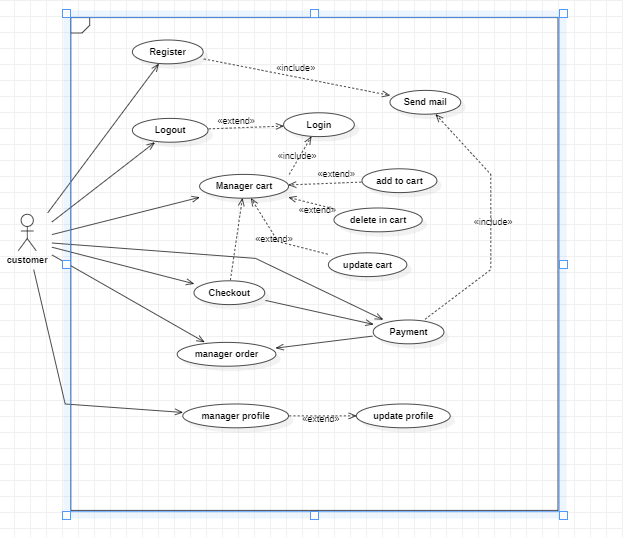 Register
«include»
Send mail
Logout
«extend»
Login
«include»
Manager cart
«extend»
add to cart
«extend»
delete in cart
«include»
«extend»
customer
update cart
Checkout
Payment
manager order
manager profile
«extend»
update profile